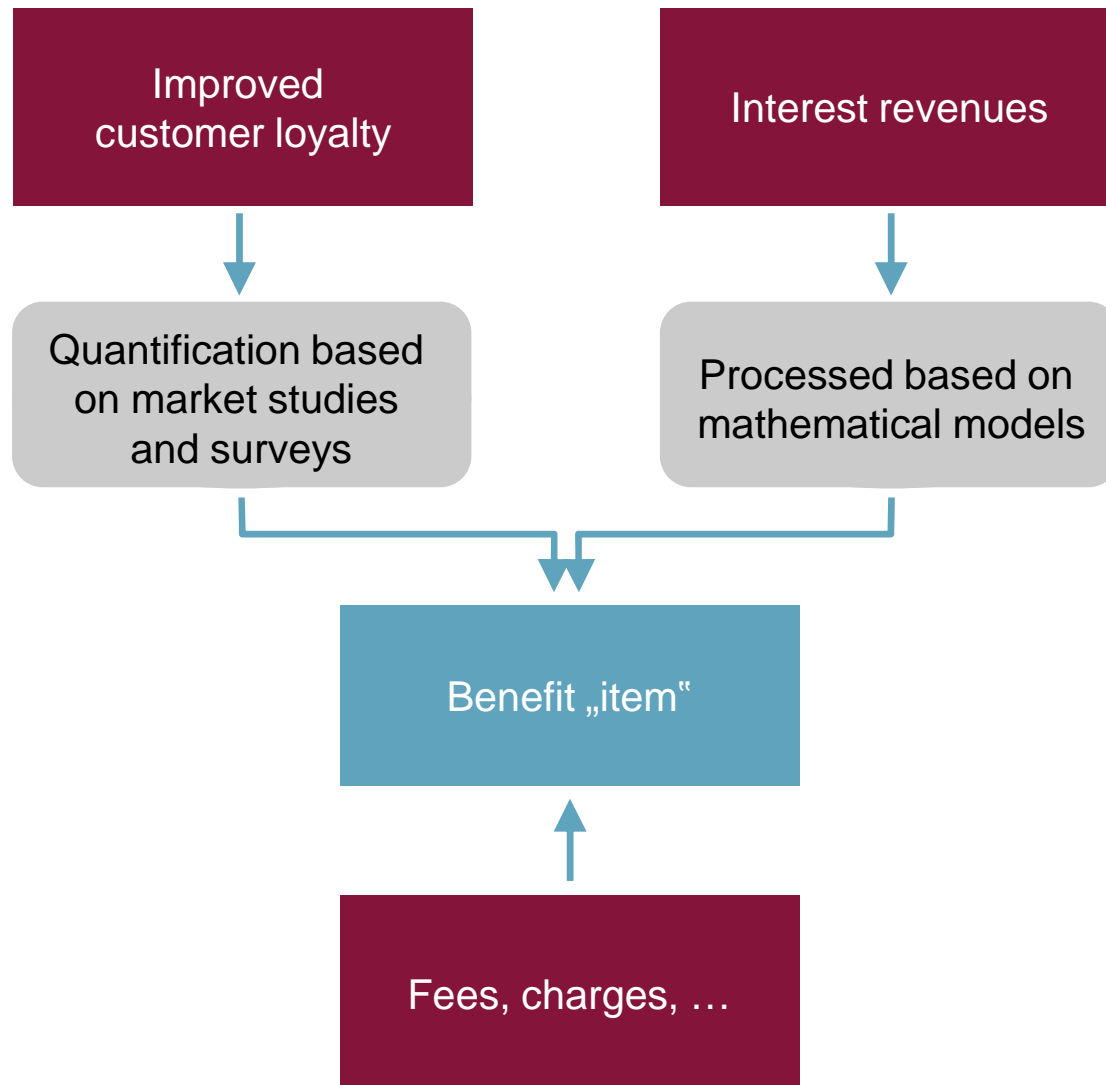 Improved
customer loyalty
Interest revenues
Quantification based
on market studies
and surveys
Processed based on
mathematical models
Benefit „item‟
Fees, charges, …